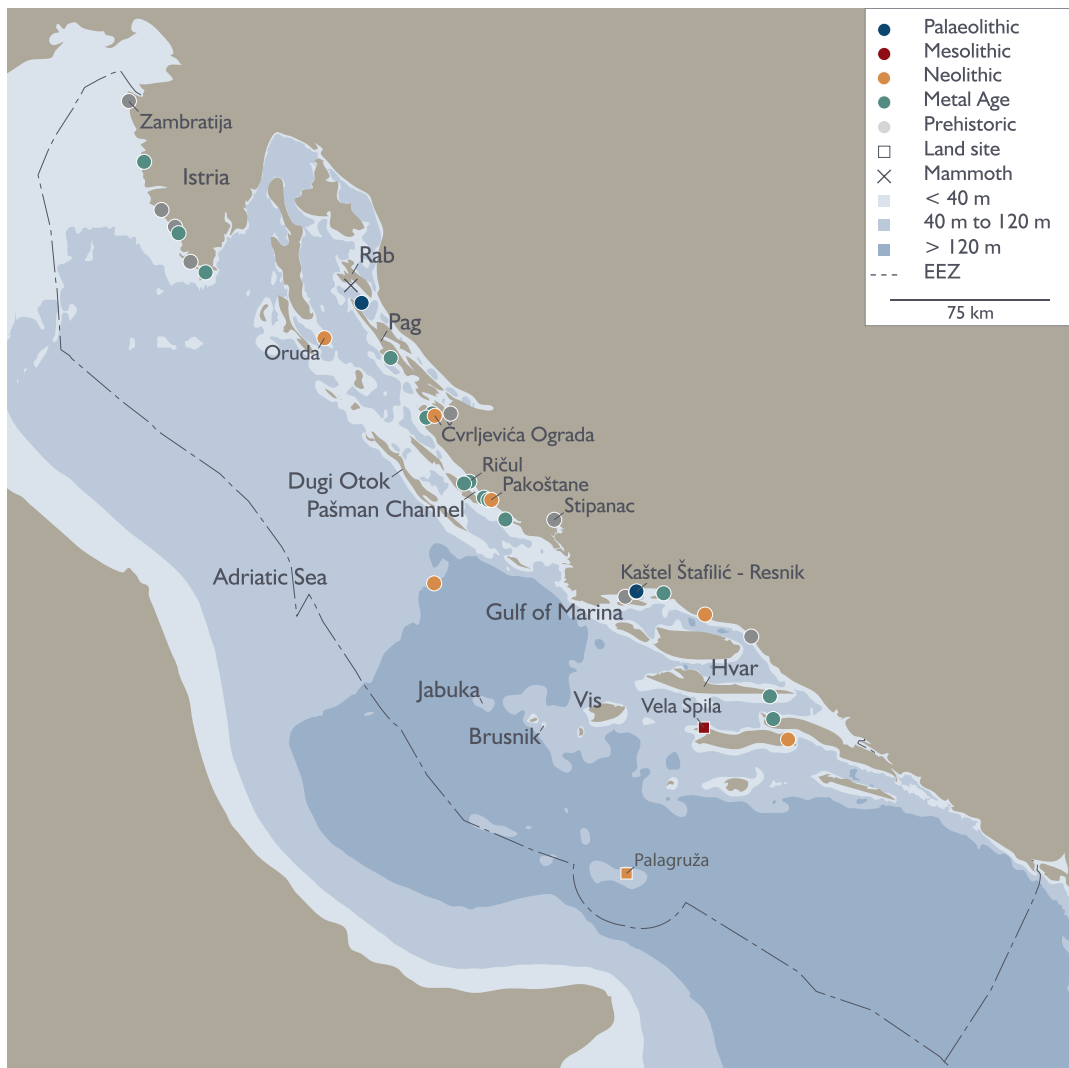 Palaeolithic
Mesolithic
Neolithic
Metal Age
Prehistoric
Land site
Mammoth
< 40 m
40 m to 120 m
> 120 m
EEZ
75 km
Zambratija
Istria
Rab
Pag
Oruda
Cvrljevića Ograda
Ričul
Dugi Otok
Pakoštane
Pašman Channel
Stipanac
Kaštel Štafilić - Resnik
Adriatic Sea
Gulf of Marina
Hvar
Jabuka
Vis
Vela Spila
Brusnik
Palagruža